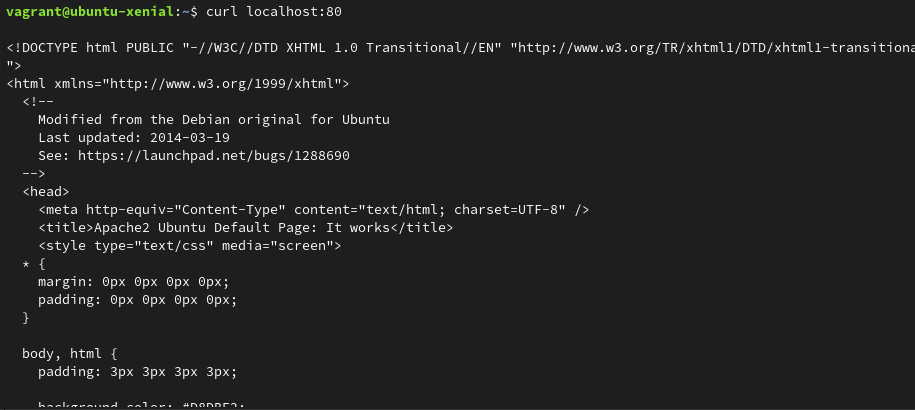 vagrant@ubuntu-xenial:~$ curl localhost:80
<!DOCTYPE html PUBLIC "-//W3C//DTD XHTML 1.0 Transitional//EN" "http://www.w3.org/TR/xhtml1/DTD/xhtml1-transitiona
">
<html xmlns="http://www.w3.org/1999/xhtml">
  <!--
    Modified from the Debian original for Ubuntu
    Last updated: 2014-03-19
    See: https://launchpad.net/bugs/1288690
  -->
  <head>
    <meta http-equiv="Content-Type" content="text/html; charset=UTF-8" />
    <title>Apache2 Ubuntu Default Page: It works</title>
    <style type="text/css" media="screen">
  * {
    margin: 0px 0px 0px 0px;
    padding: 0px 0px 0px 0px;
  }
  body, html {
    padding: 3px 3px 3px 3px;
    background-color: #D8DBE2;